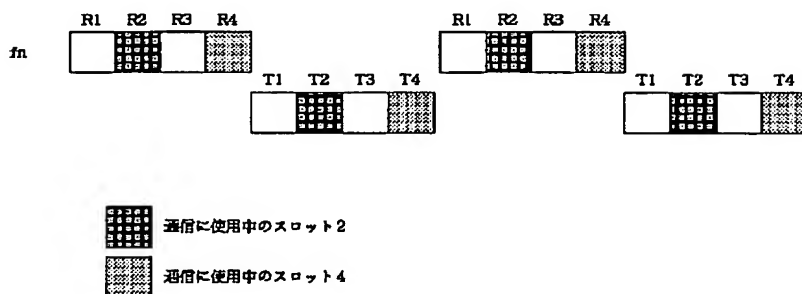 R1 R2 R3 R4 R1 R2 R3 R4
fn
T1 T2 T3 T4 T1 T2 T3 T4
通信に使用中のスロット2
通信に使用中のスロット4